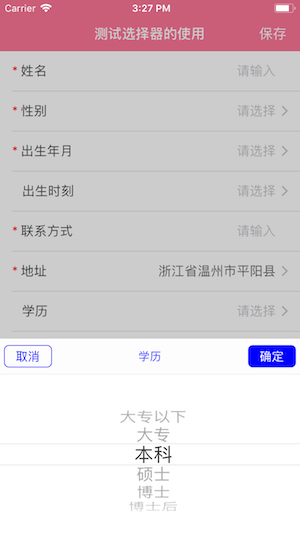 Carrier 3:27 PM
测试选择器的使用 保存
* 姓名 请输入
* 性别 请选择
* 出生年月 请选择
出生时刻 请选择
* 联系方式 请输入
* 地址 浙江省温州市平阳县
学历 请选择
取消 学历 确定
大专以下
大专
本科
硕士
博士
博士后